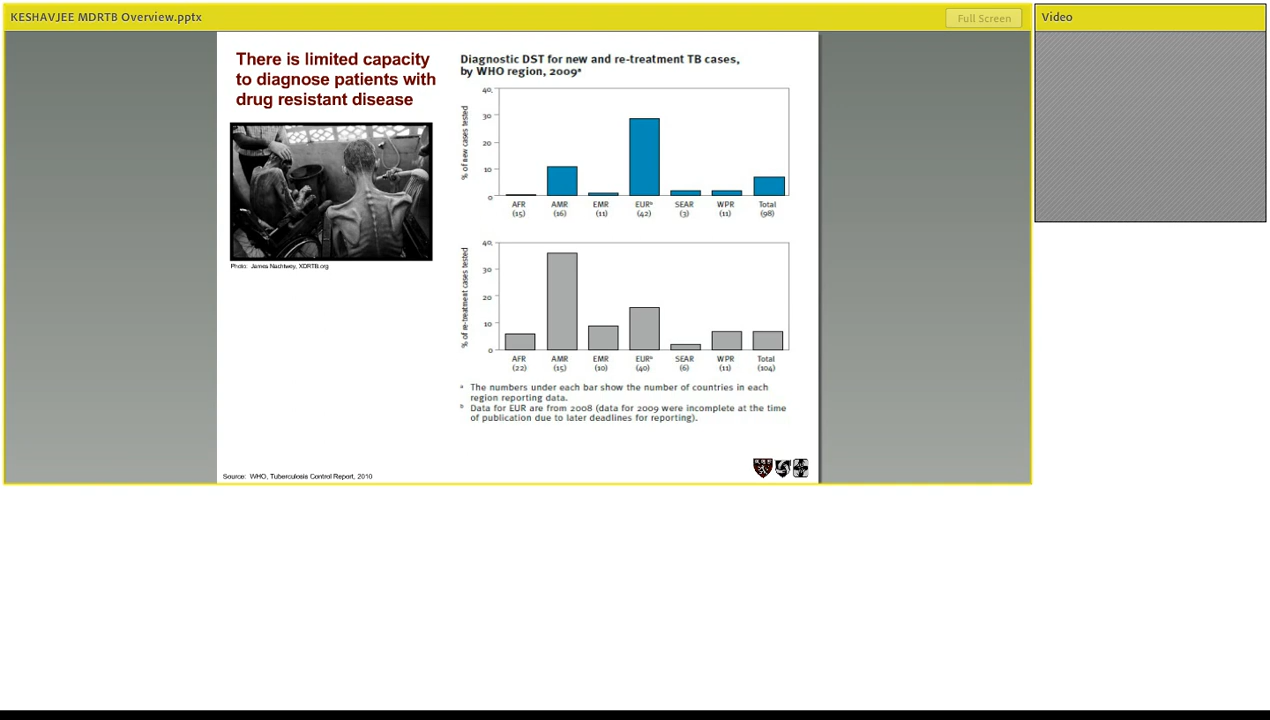 KESHAVJEE MDRTB Overview.pptx
Full Screen
Video
There is limited capacity
to diagnose patients with
drug resistant disease
Photo: James Nachtwey, XDRTB.org
Diagnostic DST for new and re-treatment TB cases,
by WHO region, 2009ᵃ
% of new cases tested
40
30
20
10
0
AFR AMR EMR EURᵇ SEAR WPR Total
(15) (16) (11) (42) (3) (11) (98)
% of re-treatment cases tested
40
30
20
10
0
AFR AMR EMR EURᵇ SEAR WPR Total
(22) (15) (10) (40) (6) (11) (104)
ᵃ The numbers under each bar show the number of countries in each
region reporting data.
ᵇ Data for EUR are from 2008 (data for 2009 were incomplete at the time
of publication due to later deadlines for reporting).
Source: WHO, Tuberculosis Control Report, 2010